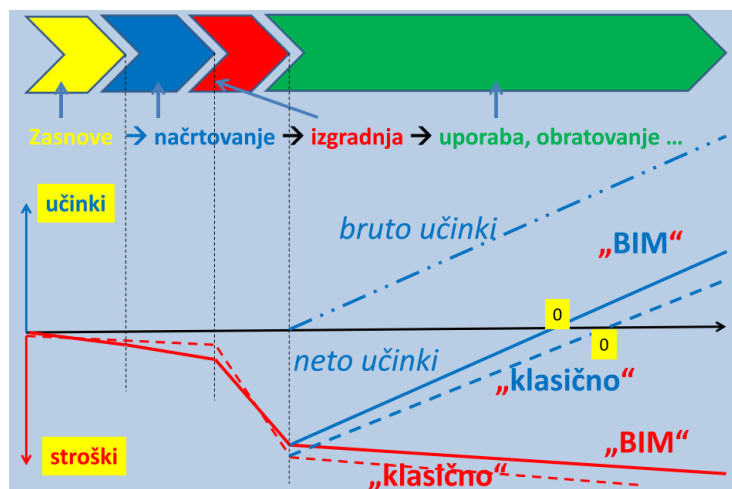 Zasnove → načrtovanje → izgradnja → uporaba, obratovanje ...
učinki
bruto učinki
„BIM“
0
0
neto učinki
„klasično“
„BIM“
stroški
„klasično“